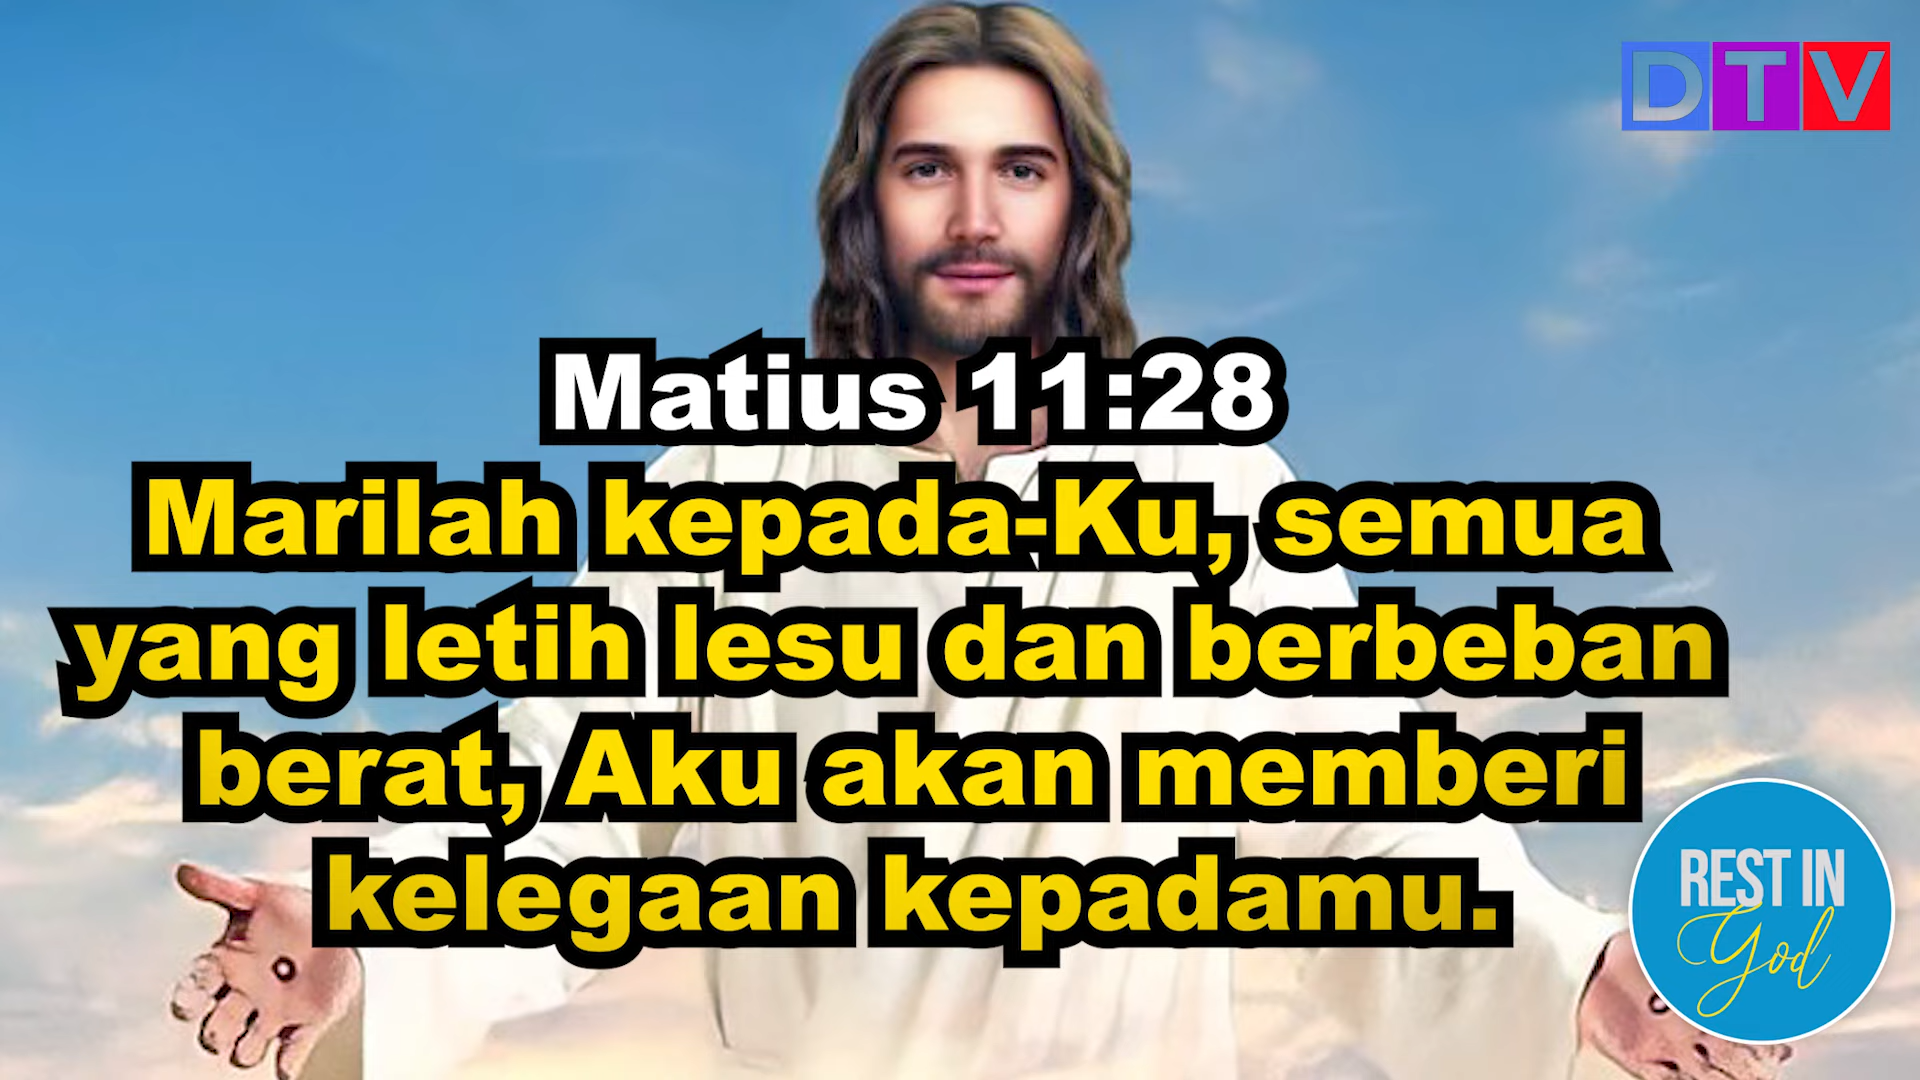 DTV
Matius 11:28
Marilah kepada-Ku, semua
yang letih lesu dan berbeban
berat, Aku akan memberi
kelegaan kepadamu.
REST IN
God